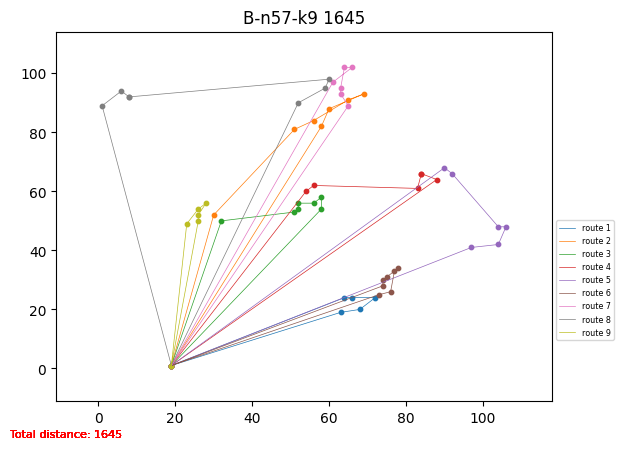 B-n57-k9 1645
100
80
60
40
20
0
0 20 40 60 80 100
route 1
route 2
route 3
route 4
route 5
route 6
route 7
route 8
route 9
Total distance: 1645